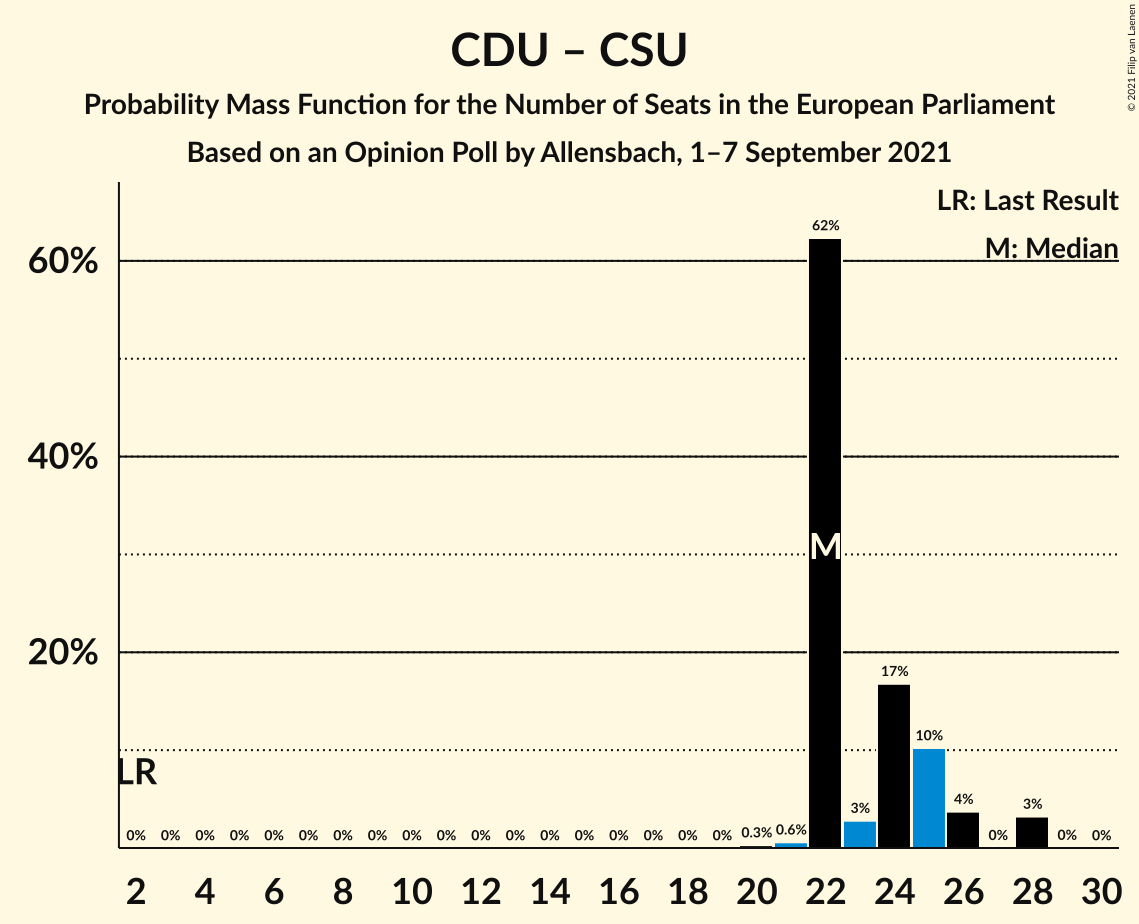 CDU – CSU
Probability Mass Function for the Number of Seats in the European Parliament
Based on an Opinion Poll by Allensbach, 1–7 September 2021
© 2021 Filip van Laenen
LR: Last Result
M: Median
60%
40%
20%
62%
M
17%
10%
LR
0% 0% 0% 0% 0% 0% 0% 0% 0% 0% 0% 0% 0% 0% 0% 0% 0% 0% 0.3% 0.6% 3% 4% 0% 3% 0% 0%
2 4 6 8 10 12 14 16 18 20 22 24 26 28 30